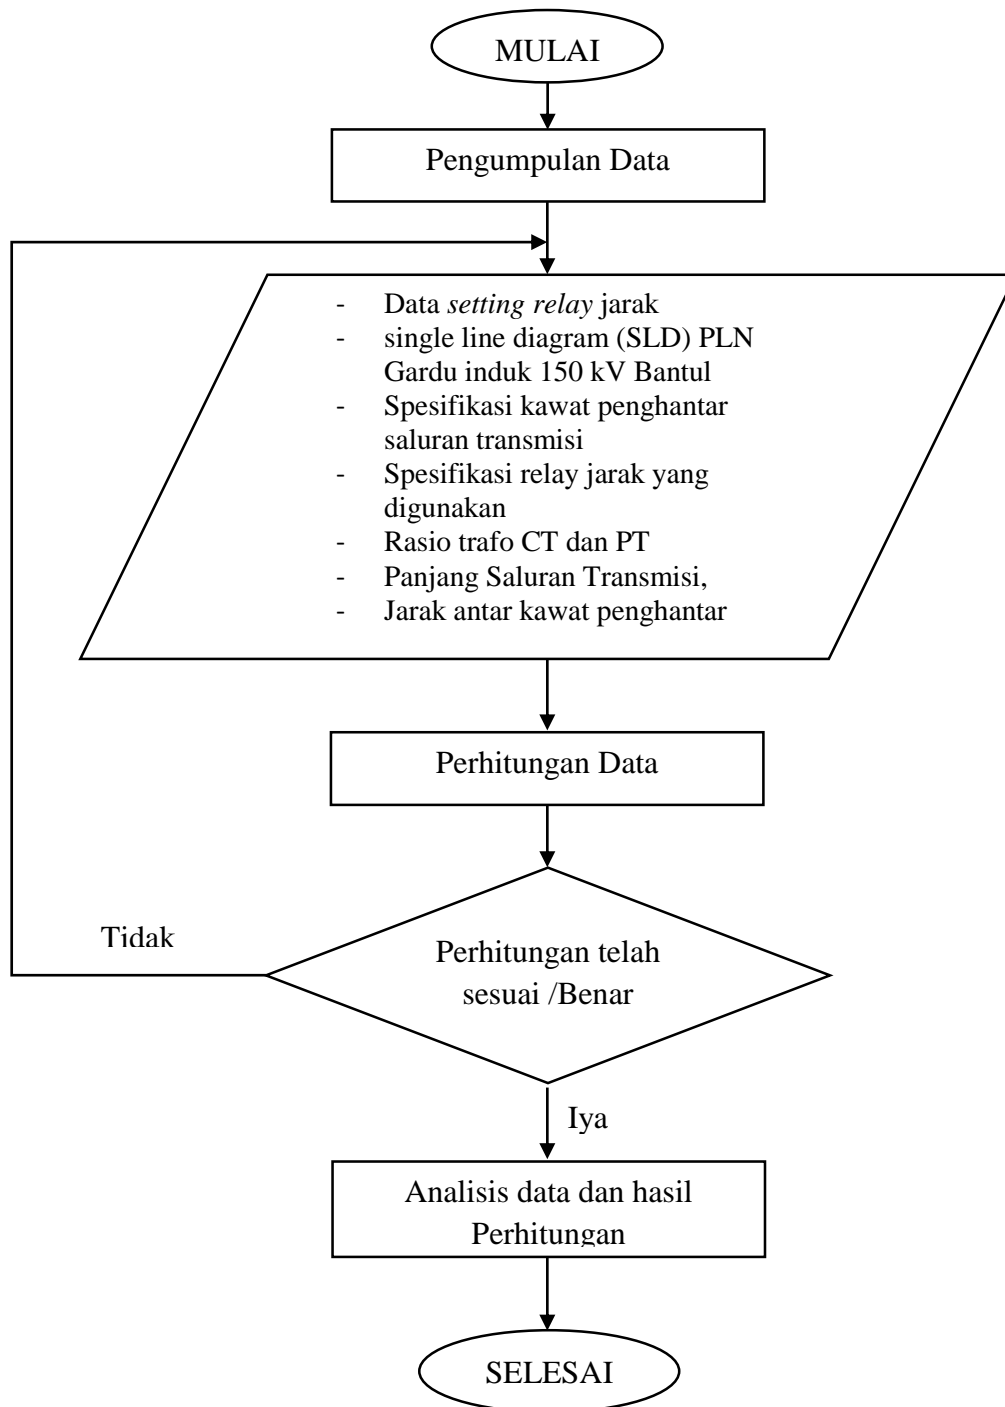 MULAI
Pengumpulan Data
- Data setting relay jarak
- single line diagram (SLD) PLN
Gardu induk 150 kV Bantul
- Spesifikasi kawat penghantar
saluran transmisi
- Spesifikasi relay jarak yang
digunakan
- Rasio trafo CT dan PT
- Panjang Saluran Transmisi,
- Jarak antar kawat penghantar
Perhitungan Data
Tidak
Perhitungan telah
sesuai /Benar
Iya
Analisis data dan hasil
Perhitungan
SELESAI